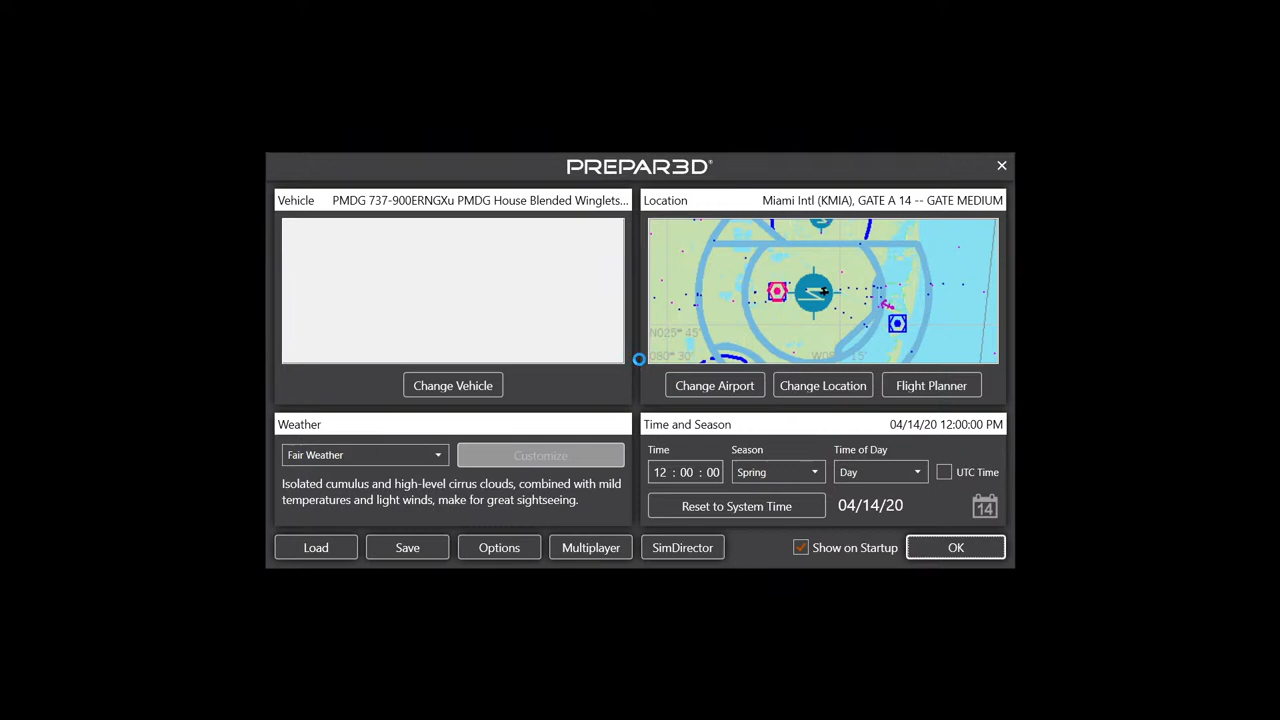 PREPAR3D®
Vehicle PMDG 737-900ERNGXu PMDG House Blended Winglets...
Location Miami Intl (KMIA), GATE A 14 -- GATE MEDIUM
N025° 45'
080° 30'
Change Vehicle
Change Airport Change Location Flight Planner
Weather
Fair Weather Customize...
Isolated cumulus and high-level cirrus clouds, combined with mild
temperatures and light winds, make for great sightseeing.
Time and Season 04/14/20 12:00:00 PM
Time Season Time of Day
12 : 00 : 00 Spring Day UTC Time
Reset to System Time 04/14/20 14
Load Save Options Multiplayer SimDirector Show on Startup OK